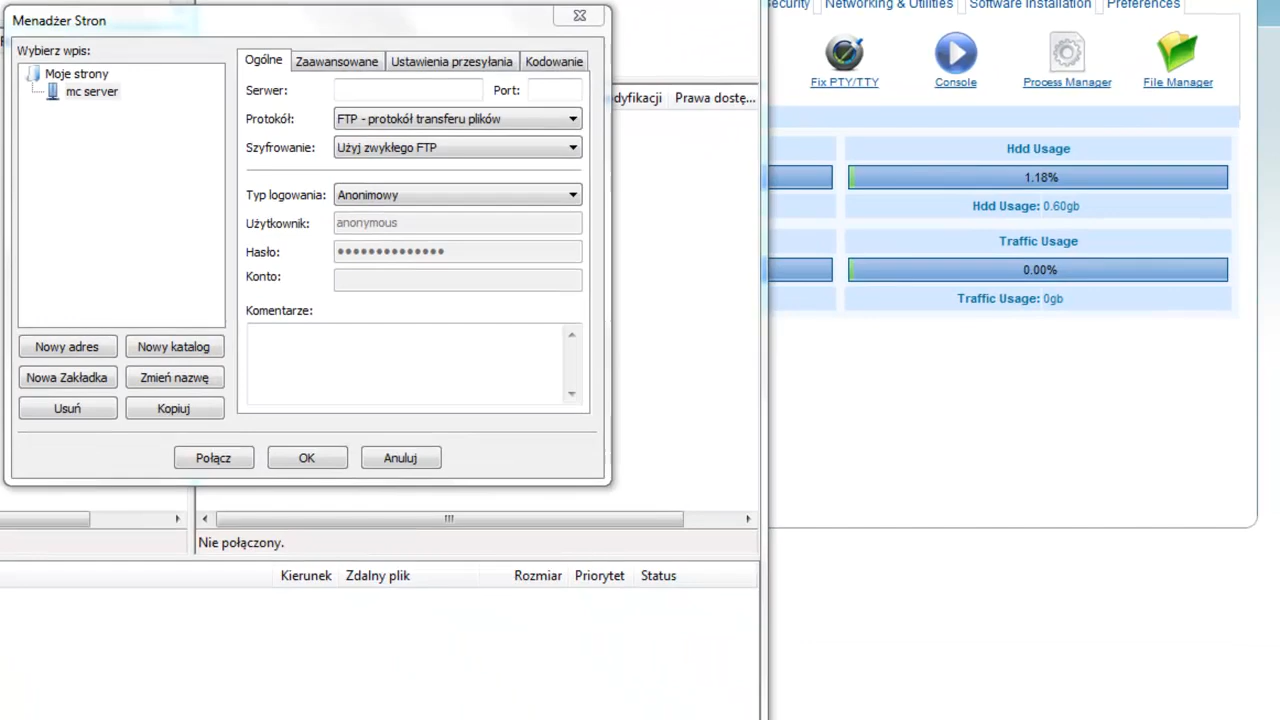 Menadżer Stron
Wybierz wpis:
Moje strony
mc server
Nowy adres
Nowy katalog
Nowa Zakładka
Zmień nazwę
Usuń
Kopiuj
Ogólne
Zaawansowane
Ustawienia przesyłania
Kodowanie
Serwer:
Port:
Protokół: FTP - protokół transferu plików
Szyfrowanie: Użyj zwykłego FTP
Typ logowania: Anonimowy
Użytkownik: anonymous
Hasło: ●●●●●●●●●●●●●●
Konto:
Komentarze:
Połącz
OK
Anuluj
Prawa dostę...
Nie połączony.
Kierunek
Zdalny plik
Rozmiar
Priorytet
Status
Networking & Utilities
Software Installation
Preferences
Fix PTY/TTY
Console
Process Manager
File Manager
Hdd Usage
1.18%
Hdd Usage: 0.60gb
Traffic Usage
0.00%
Traffic Usage: 0gb